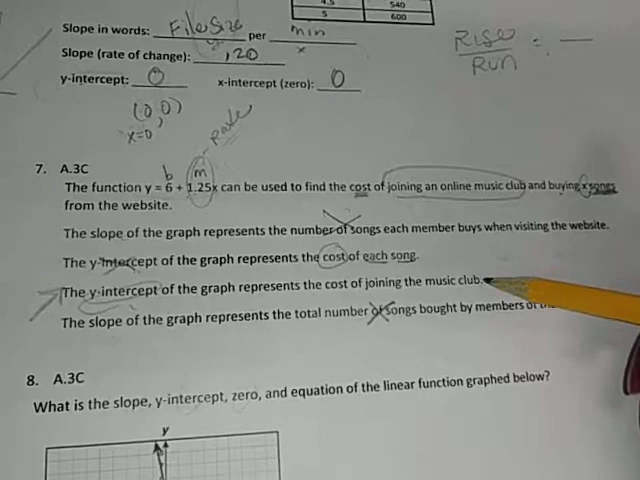 4.5 540
5 600
Slope in words: File Size per min
Slope (rate of change): , 120 x
y-intercept: 0 x-intercept (zero): 0
Rise = —
Run
(0,0)
x=0
Rate
b m
7. A.3C
The function y = 6 + 1.25x can be used to find the cost of joining an online music club and buying x songs
from the website.
The slope of the graph represents the number of songs each member buys when visiting the website.
The y-intercept of the graph represents the cost of each song.
The y-intercept of the graph represents the cost of joining the music club.
The slope of the graph represents the total number of songs bought by members of
8. A.3C
What is the slope, y-intercept, zero, and equation of the linear function graphed below?
y